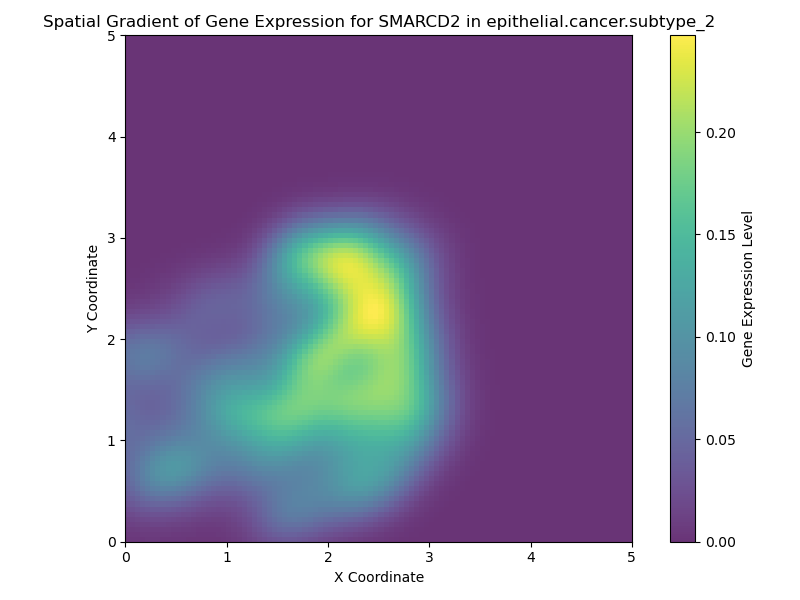 Spatial Gradient of Gene Expression for SMARCD2 in epithelial.cancer.subtype_2
5
4
3
2
1
0
0 1 2 3 4 5
X Coordinate
Y Coordinate
0.20
0.15
0.10
0.05
0.00
Gene Expression Level